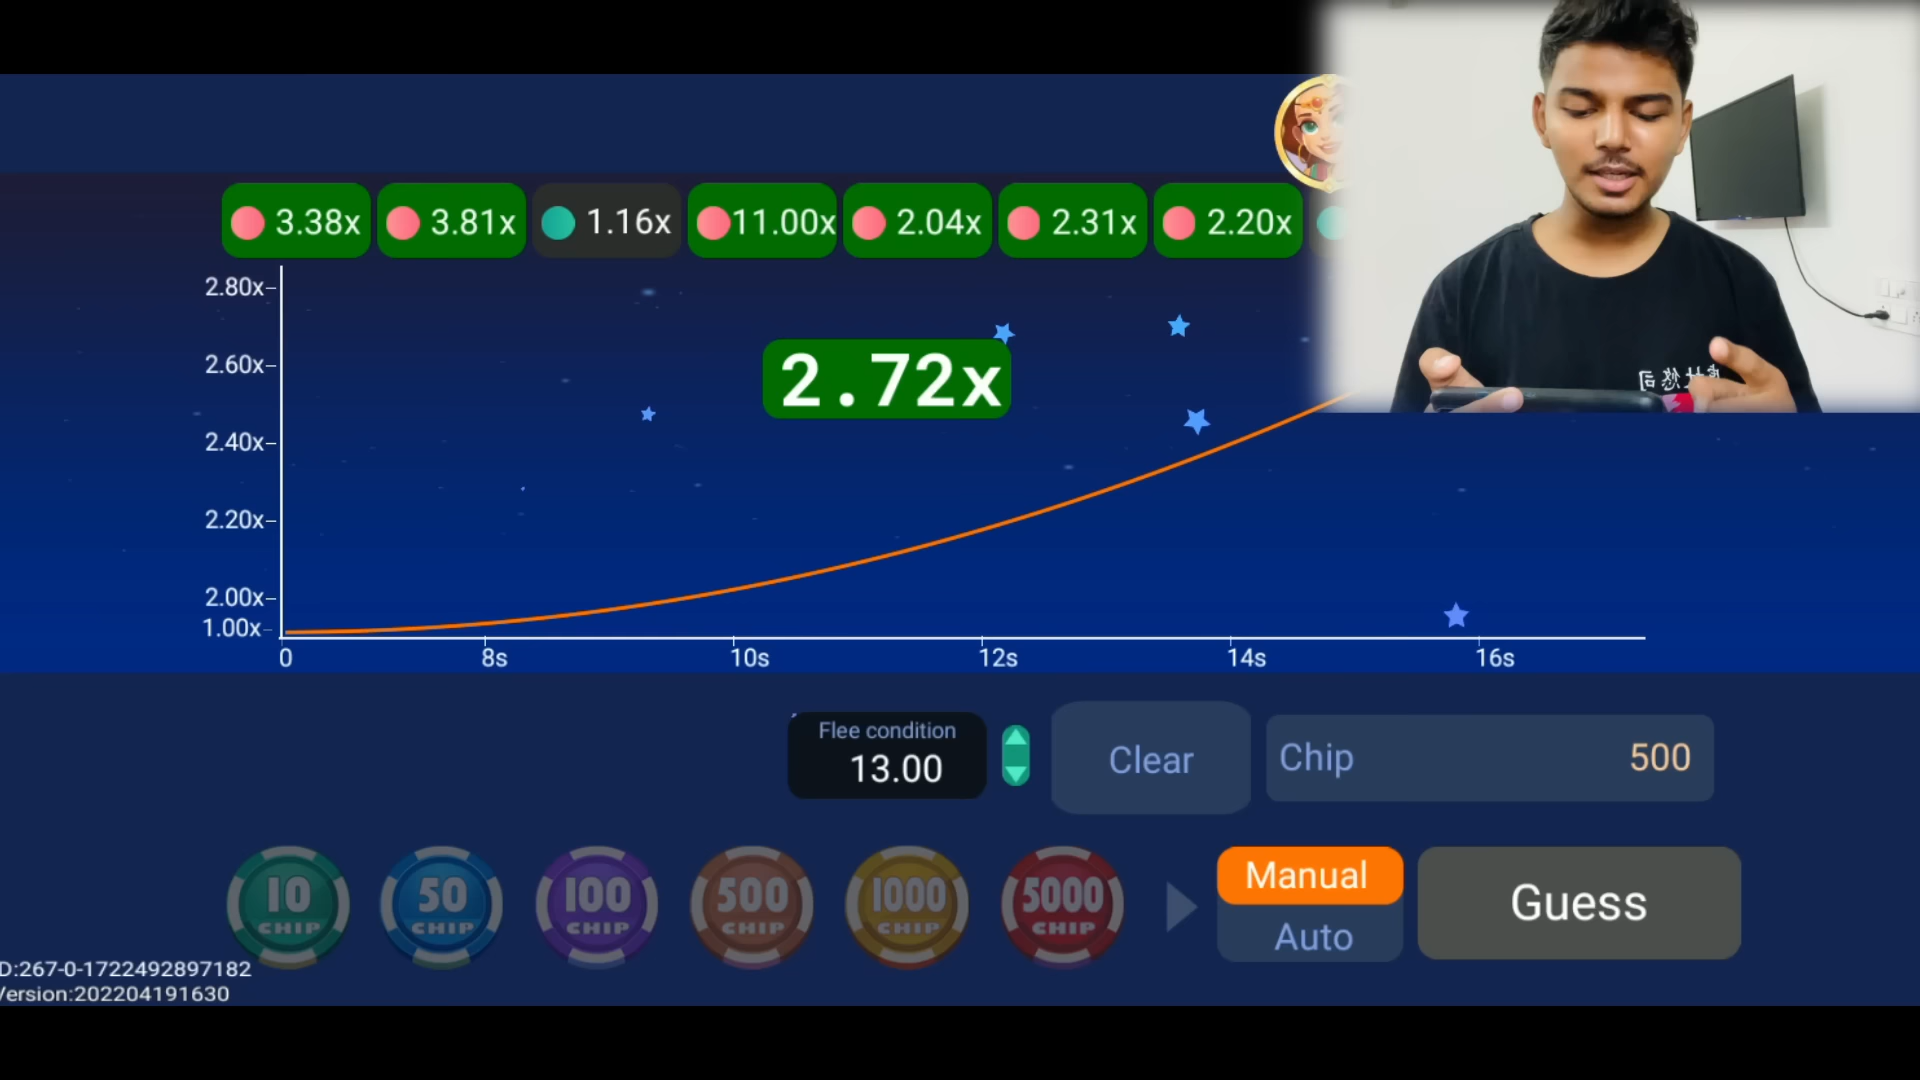 3.38x 3.81x 1.16x 11.00x 2.04x 2.31x 2.20x
2.80x
2.72x
2.60x
2.40x
2.20x
2.00x
1.00x
0 8s 10s 12s 14s 16s
Flee condition
13.00
Clear
Chip 500
10 CHIP
50 CHIP
100 CHIP
500 CHIP
1000 CHIP
5000 CHIP
Manual
Auto
Guess
D:267-0-1722492897182
Version:202204191630